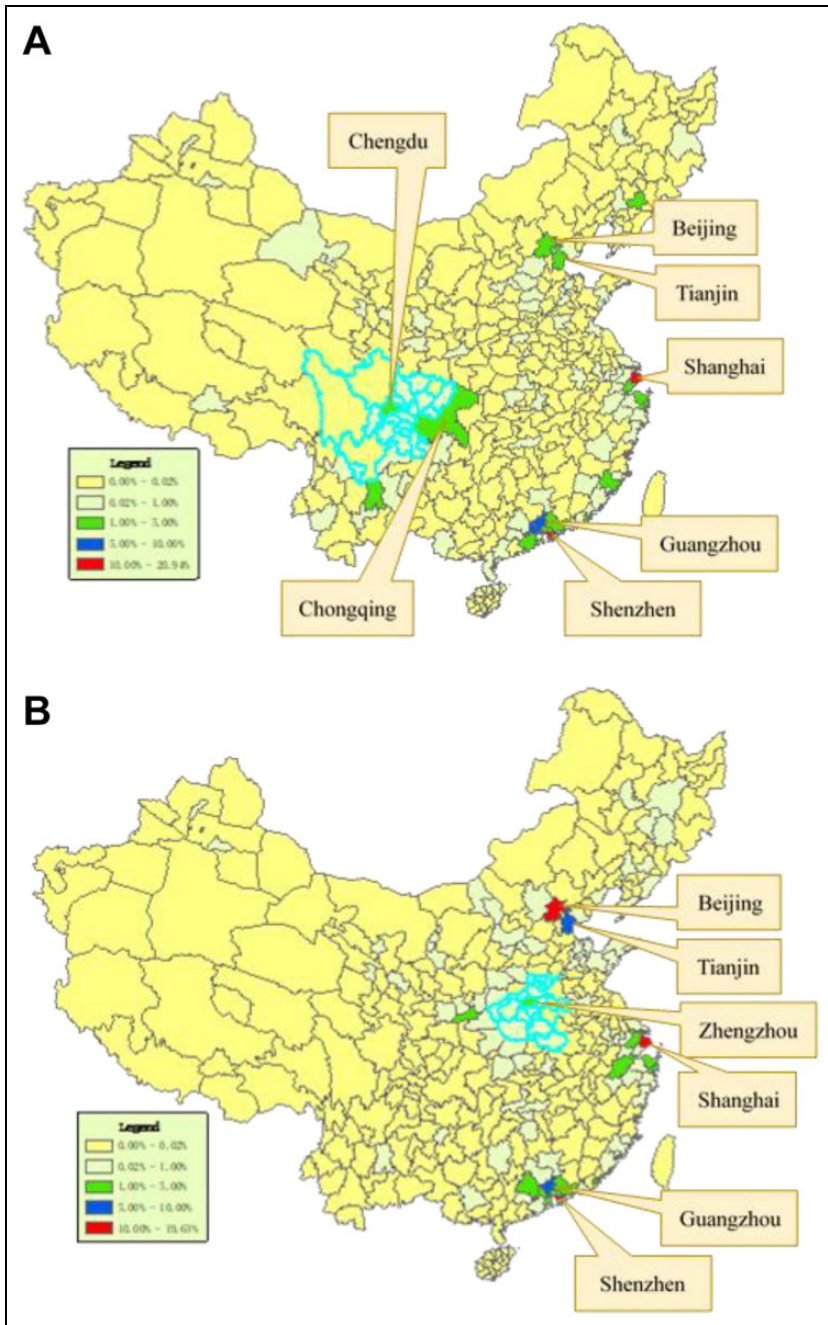 A
Chengdu
Beijing
Tianjin
Shanghai
Legend
0.00% - 0.02%
0.02% - 1.00%
1.00% - 5.00%
5.00% - 10.00%
10.00% - 20.94%
Guangzhou
Chongqing
Shenzhen
B
Beijing
Tianjin
Zhengzhou
Shanghai
Legend
0.00% - 0.02%
0.02% - 1.00%
1.00% - 5.00%
5.00% - 10.00%
10.00% - 19.63%
Guangzhou
Shenzhen